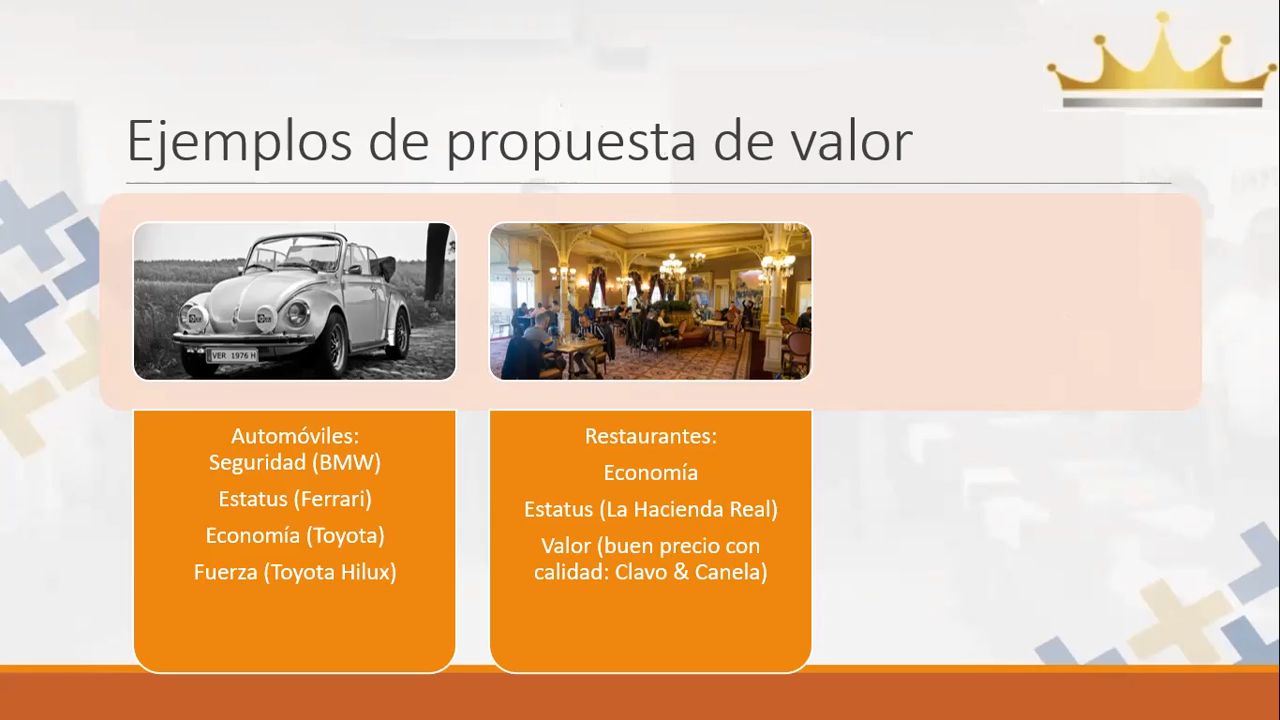 Ejemplos de propuesta de valor
VER 1976 H
Automóviles:
Seguridad (BMW)
Estatus (Ferrari)
Economía (Toyota)
Fuerza (Toyota Hilux)
Restaurantes:
Economía
Estatus (La Hacienda Real)
Valor (buen precio con
calidad: Clavo & Canela)